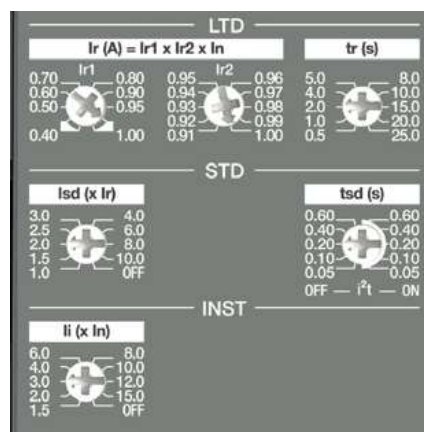 LTD
Ir (A) = Ir1 x Ir2 x In
tr (s)
Ir1
Ir2
0.70 0.80 0.95 0.96 5.0 8.0
0.60 0.90 0.94 0.97 4.0 10.0
0.50 0.95 0.93 0.98 2.0 15.0
0.92 0.99 1.0 20.0
0.40 1.00 0.91 1.00 0.5 25.0
STD
Isd (x Ir)
tsd (s)
3.0 4.0 0.60 0.60
2.5 6.0 0.40 0.40
2.0 8.0 0.20 0.20
1.5 10.0 0.10 0.10
1.0 OFF 0.05 0.05
OFF — i²t — ON
INST
Ii (x In)
6.0 8.0
4.0 10.0
3.0 12.0
2.0 15.0
1.5 OFF